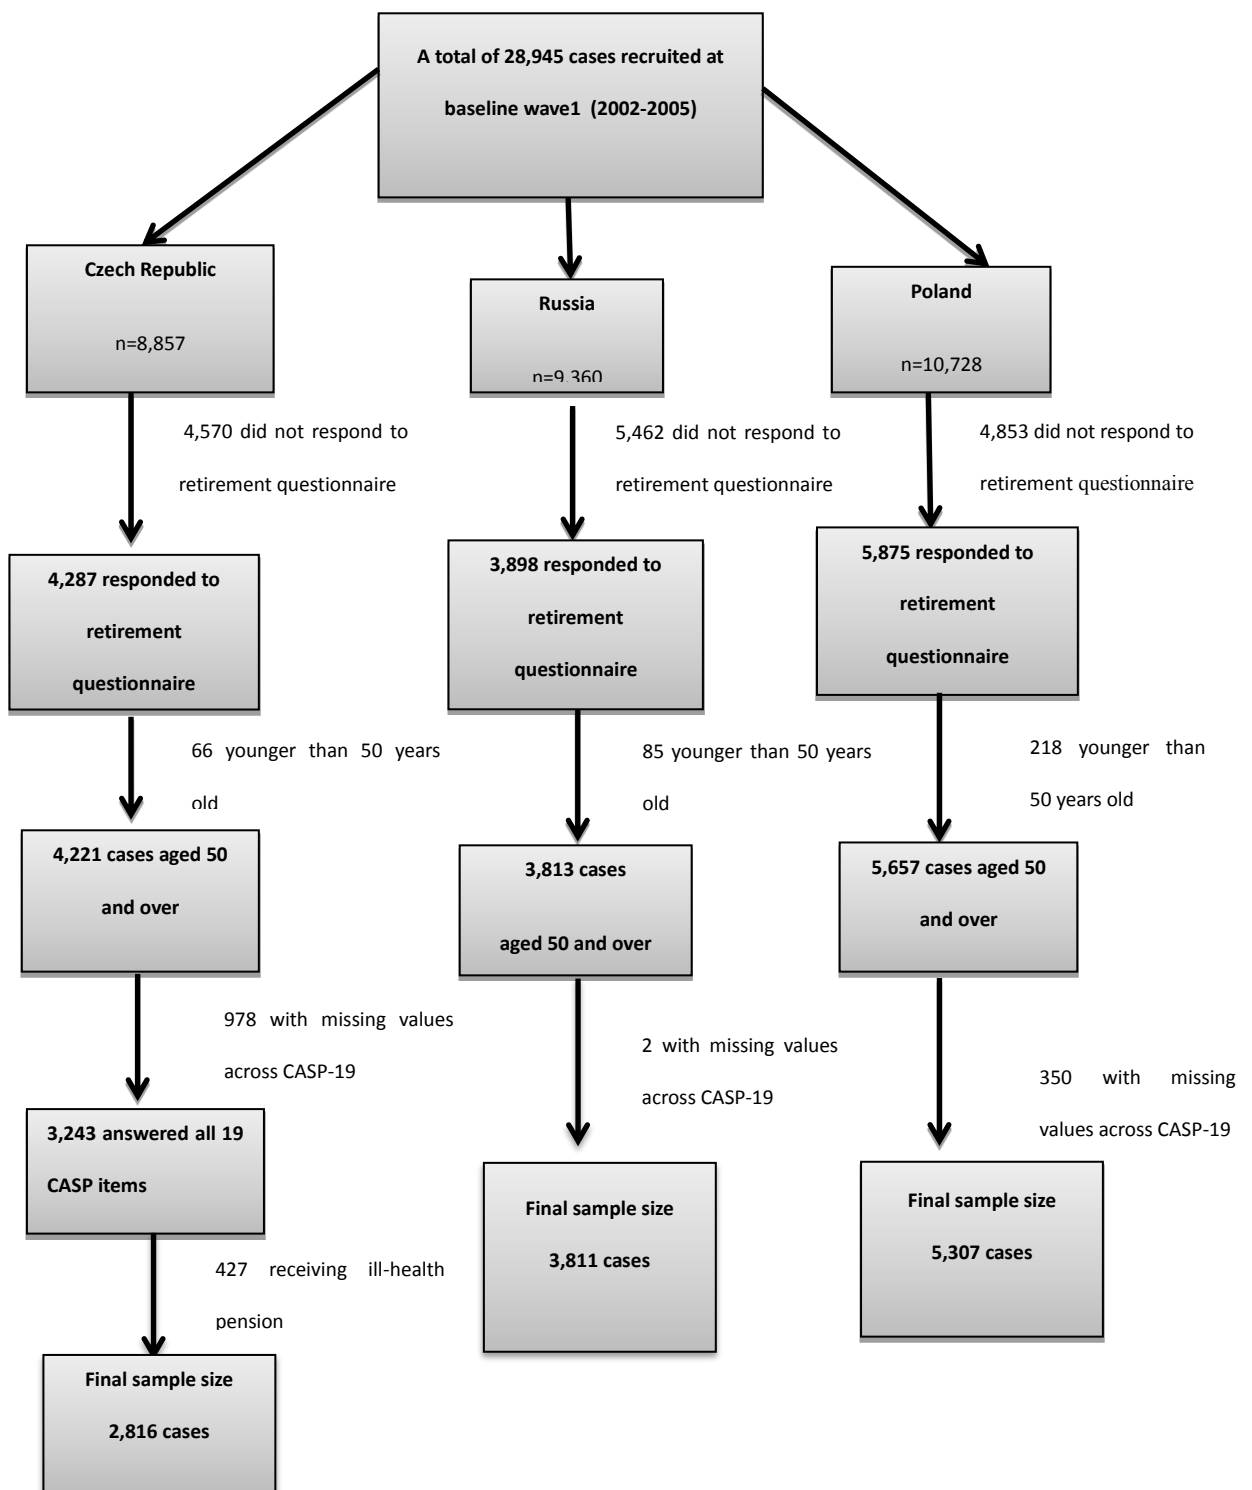 A total of 28,945 cases recruited at
baseline wave1 (2002-2005)
Czech Republic
n=8,857
Russia
n=9,360
Poland
n=10,728
4,570 did not respond to
retirement questionnaire
5,462 did not respond to
retirement questionnaire
4,853 did not respond to
retirement questionnaire
4,287 responded to
retirement
questionnaire
3,898 responded to
retirement
questionnaire
5,875 responded to
retirement
questionnaire
66 younger than 50 years
old
85 younger than 50 years
old
218 younger than
50 years old
4,221 cases aged 50
and over
3,813 cases
aged 50 and over
5,657 cases aged 50
and over
978 with missing values
across CASP-19
2 with missing values
across CASP-19
350 with missing
values across CASP-19
3,243 answered all 19
CASP items
Final sample size
3,811 cases
Final sample size
5,307 cases
427 receiving ill-health
pension
Final sample size
2,816 cases